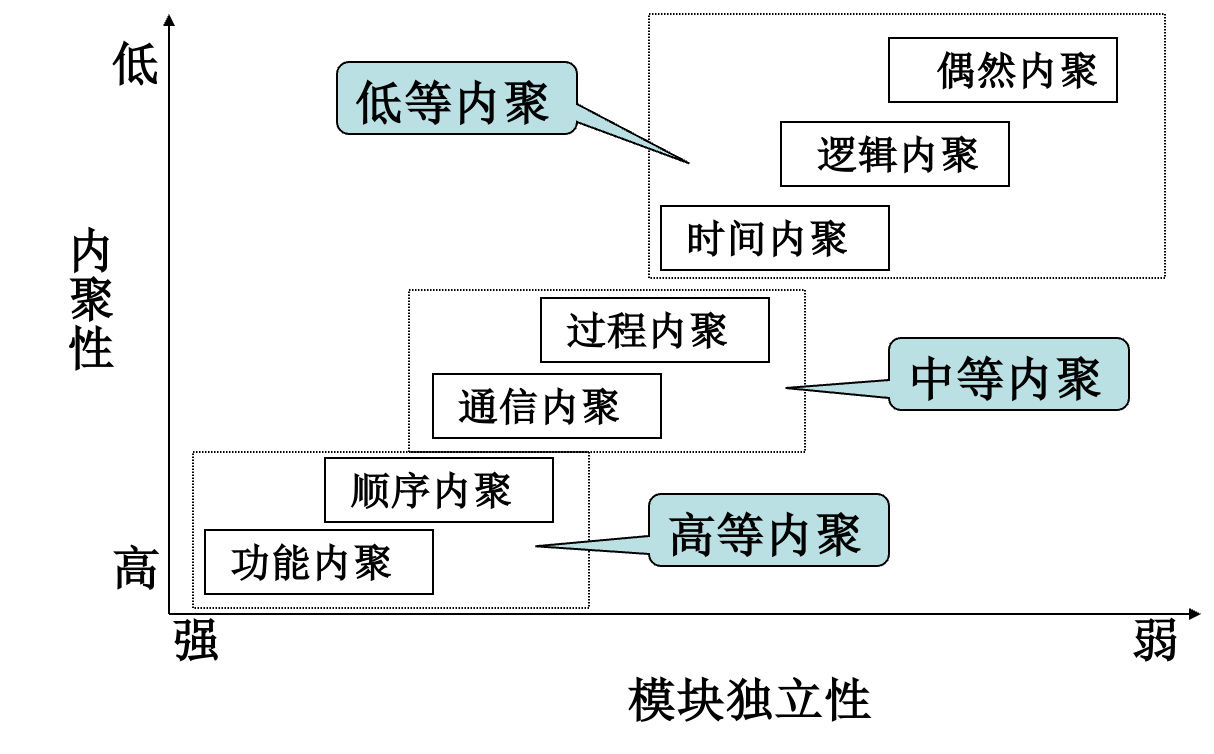 低
偶然内聚
低等内聚
逻辑内聚
时间内聚
内聚性
过程内聚
中等内聚
通信内聚
顺序内聚
高等内聚
高
功能内聚
强
弱
模块独立性